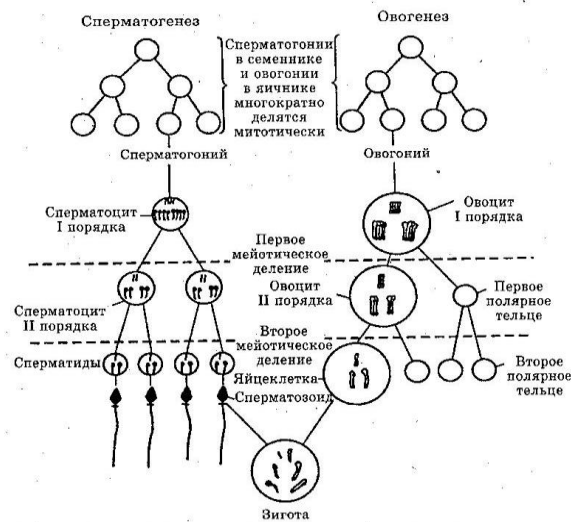 Сперматогенез
Овогенез
Сперматогонии
в семеннике
и овогонии
в яичнике
многократно
делятся
митотически
Сперматогоний
Овогоний
Сперматоцит
I порядка
Овоцит
I порядка
Первое
мейотическое
деление
Сперматоцит
II порядка
Овоцит
II порядка
Первое
полярное
тельце
Второе
мейотическое
деление
Сперматиды
Яйцеклетка
Второе
полярное
тельце
Сперматозоид
Зигота